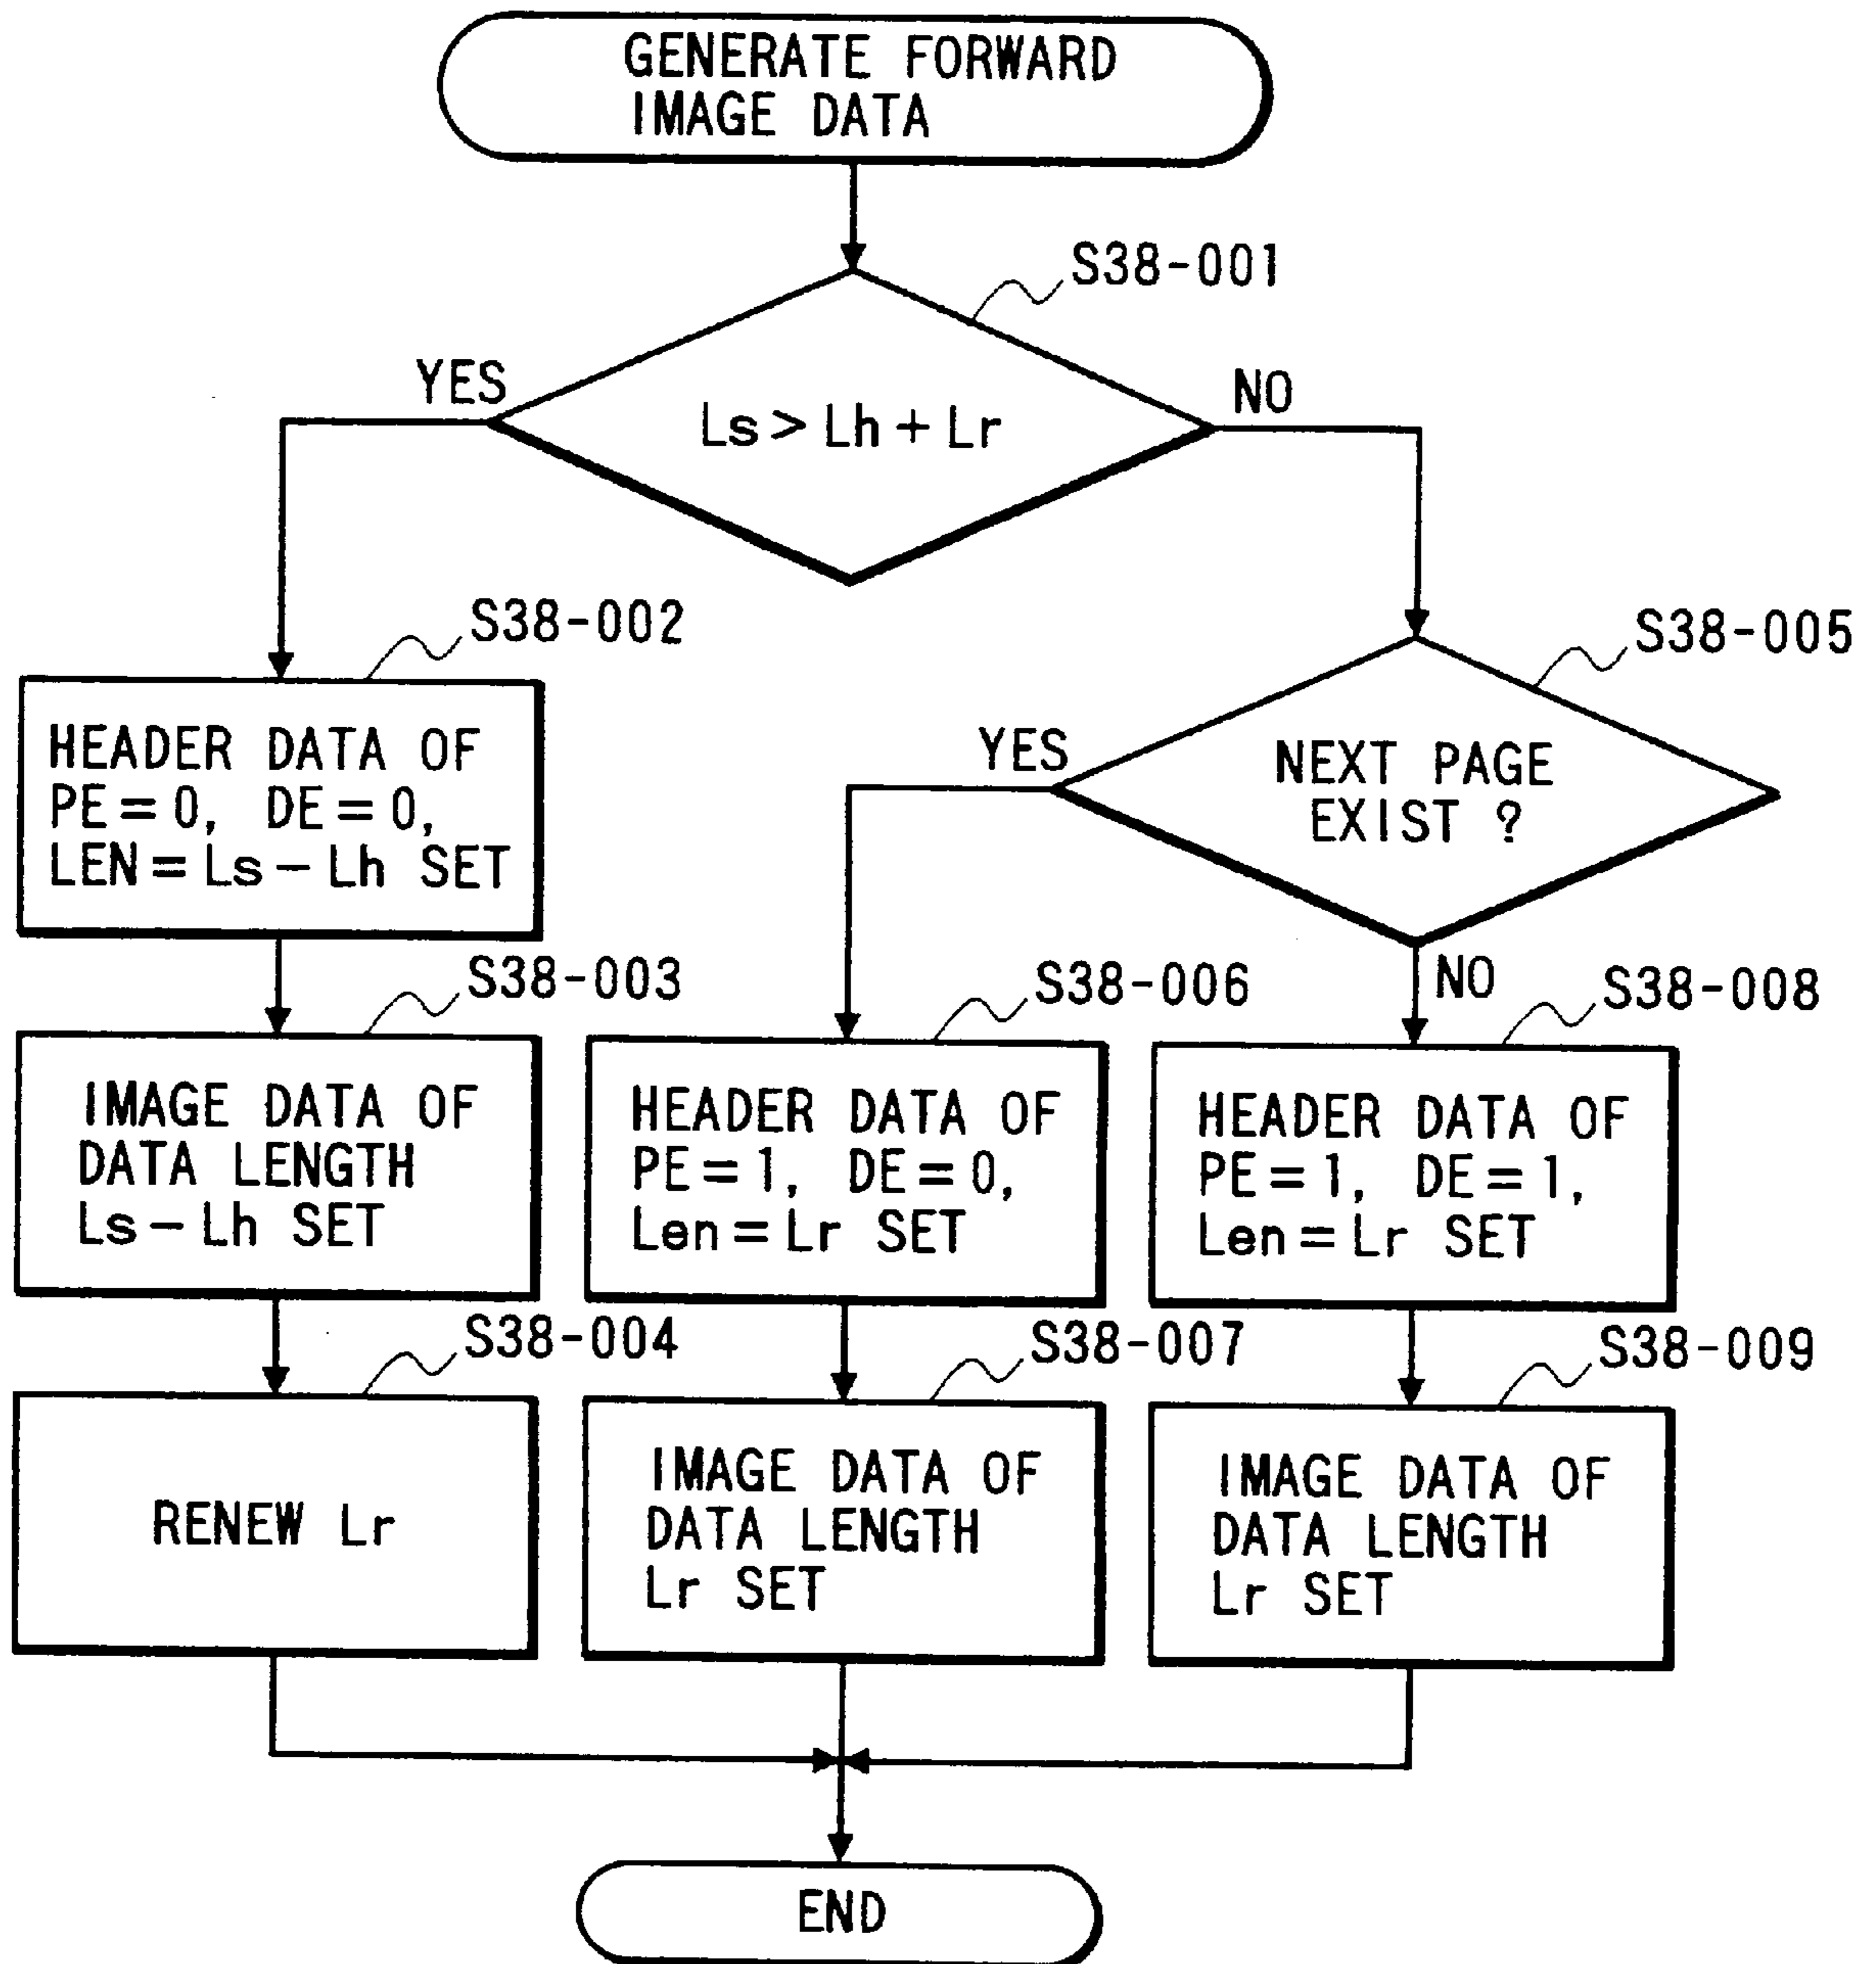 GENERATE FORWARD
IMAGE DATA
S38-001
YES
NO
Ls > Lh + Lr
S38-002
S38-005
HEADER DATA OF
PE = 0, DE = 0,
LEN = Ls - Lh SET
YES
NEXT PAGE
EXIST ?
NO
S38-003
S38-006
S38-008
IMAGE DATA OF
DATA LENGTH
Ls - Lh SET
HEADER DATA OF
PE = 1, DE = 0,
Len = Lr SET
HEADER DATA OF
PE = 1, DE = 1,
Len = Lr SET
S38-004
S38-007
S38-009
RENEW Lr
IMAGE DATA OF
DATA LENGTH
Lr SET
IMAGE DATA OF
DATA LENGTH
Lr SET
END